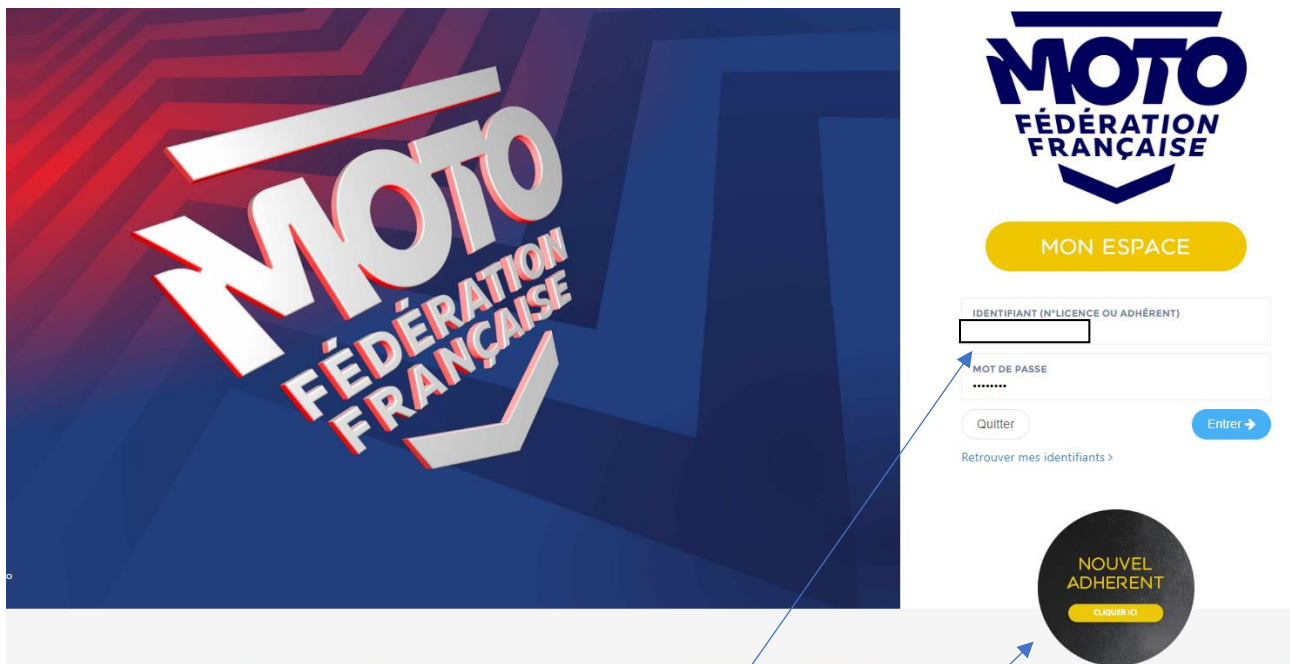 MOTO
FÉDÉRATION
FRANÇAISE
MOTO
FÉDÉRATION
FRANÇAISE
MON ESPACE
IDENTIFIANT (N°LICENCE OU ADHÉRENT)
MOT DE PASSE
••••••••
Quitter
Entrer →
Retrouver mes identifiants >
NOUVEL
ADHERENT
CLIQUER ICI
o